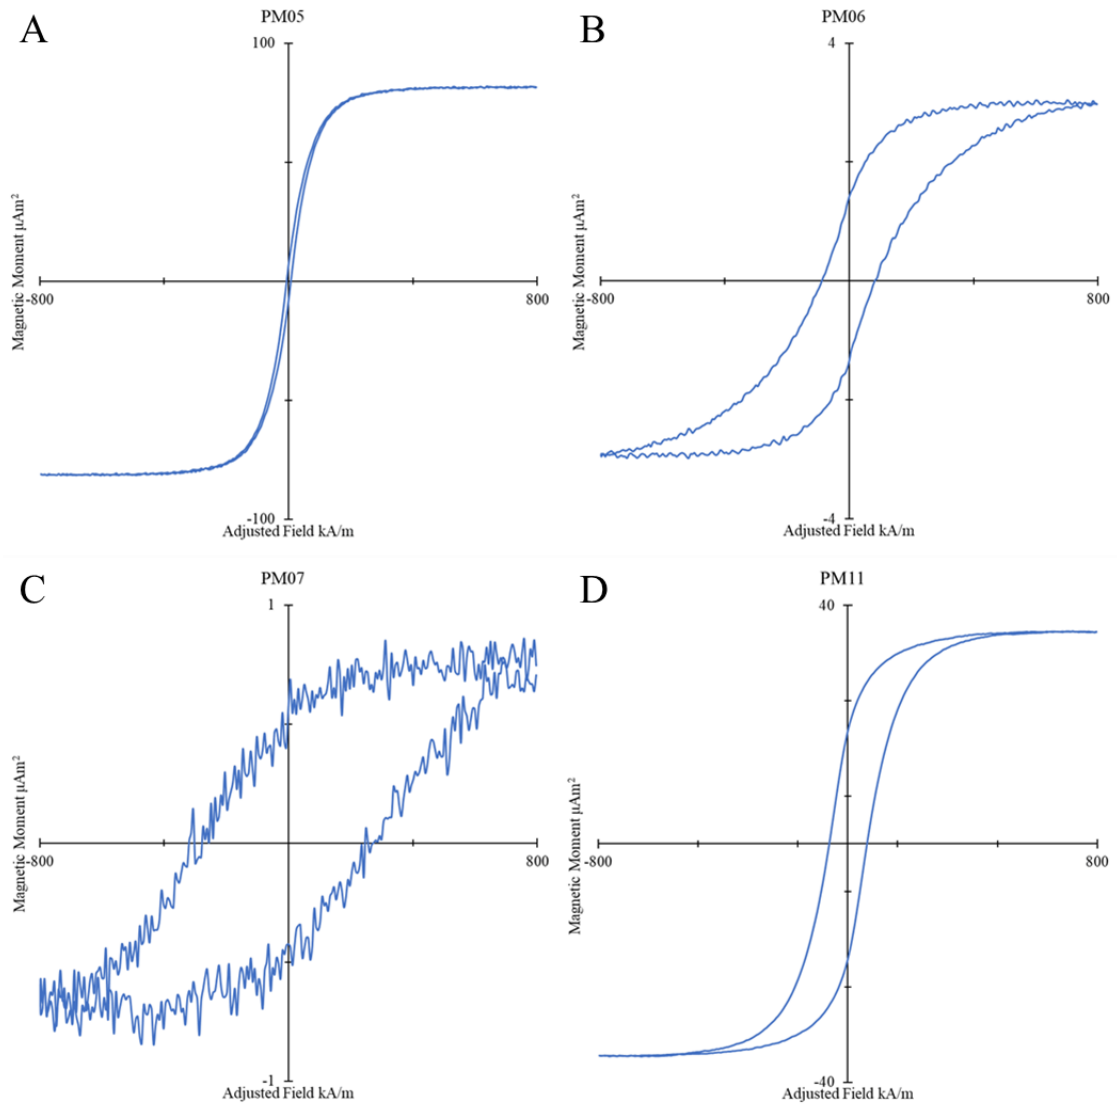 A
PM05
100
Magnetic Moment µAm²
-800
800
-100
Adjusted Field kA/m
B
PM06
4
Magnetic Moment µAm²
-800
800
-4
Adjusted Field kA/m
C
PM07
1
Magnetic Moment µAm²
-800
800
-1
Adjusted Field kA/m
D
PM11
40
Magnetic Moment µAm²
-800
800
-40
Adjusted Field kA/m